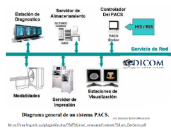 Estación de
Diagnóstico
Servidor de
Almacenamiento
Controlador
Del PACS
HIS / RIS
PACS
Servicio de Red
DICOM
Modalidades
Servidor de
Impresión
Estaciones de
Visualización
Diagrama general de un sistema PACS.